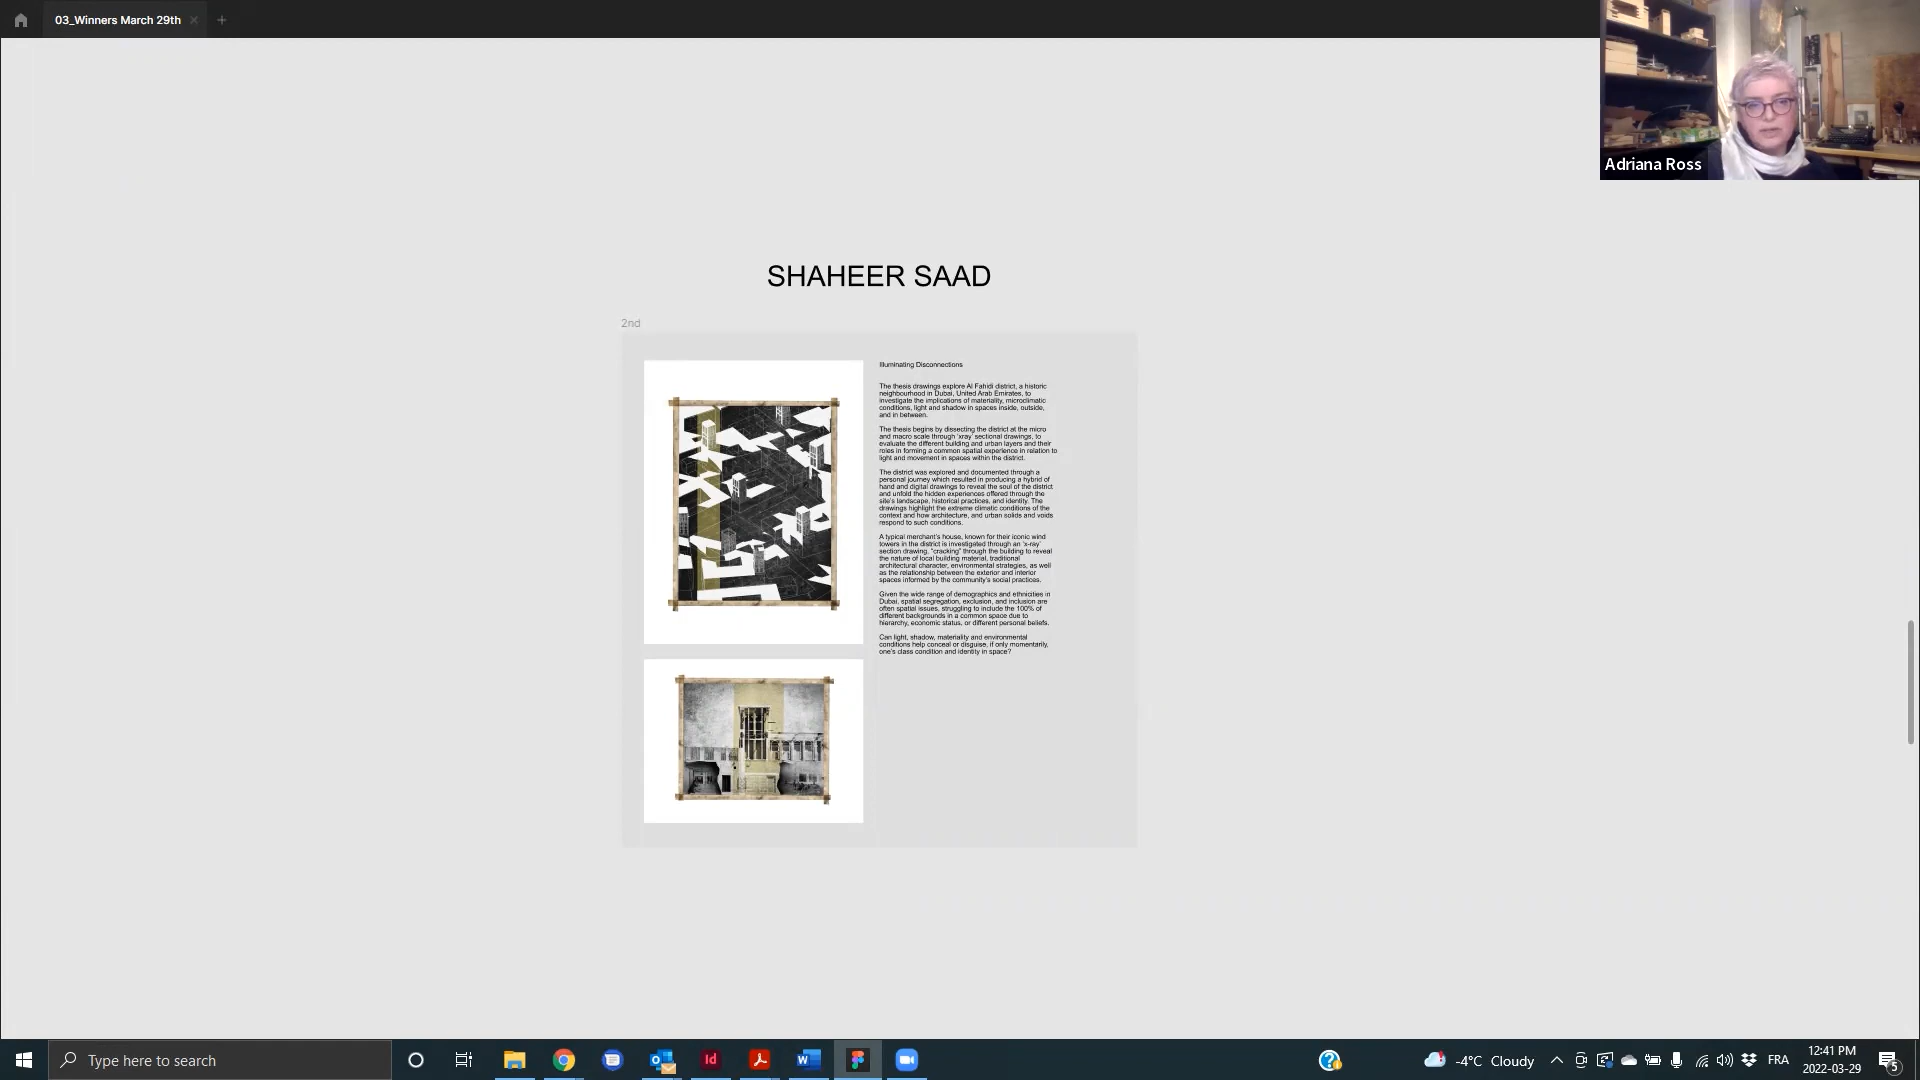 03_Winners March 29th
Adriana Ross
SHAHEER SAAD
2nd
Illuminating Disconnections
The thesis drawings explore Al Fahidi district, a historic
neighbourhood in Dubai, United Arab Emirates, to
investigate the implications of materiality, microclimatic
conditions, light and shadow in spaces inside, outside,
and in between.
The thesis begins by dissecting the district at the micro
and macro scale through 'xray' sectional drawings, to
evaluate the different building and urban layers and their
roles in forming a common spatial experience in relation to
light and movement in spaces within the district.
The district was explored and documented through a
personal journey which resulted in producing a hybrid of
hand and digital drawings to reveal the soul of the district
and unfold the hidden experiences offered through the
site's landscape, historical practices, and identity. The
drawings highlight the extreme climatic conditions of the
context and how architecture, and urban solids and voids
respond to such conditions.
A typical merchant's house, known for their iconic wind
towers in the district is investigated through an 'x-ray'
section drawing, "cracking" through the building to reveal
the nature of local building material, traditional
architectural character, environmental strategies, as well
as the relationship between the exterior and interior
spaces informed by the community's social practices.
Given the wide range of demographics and ethnicities in
Dubai, spatial segregation, exclusion, and inclusion are
often spatial issues, struggling to include the 100% of
different backgrounds in a common space due to
hierarchy, economic status, or different personal beliefs.
Can light, shadow, materiality and environmental
conditions help conceal or disguise, if only momentarily,
one's class condition and identity in space?
Type here to search
Id
W
-4°C Cloudy
FRA
12:41 PM
2022-03-29
5